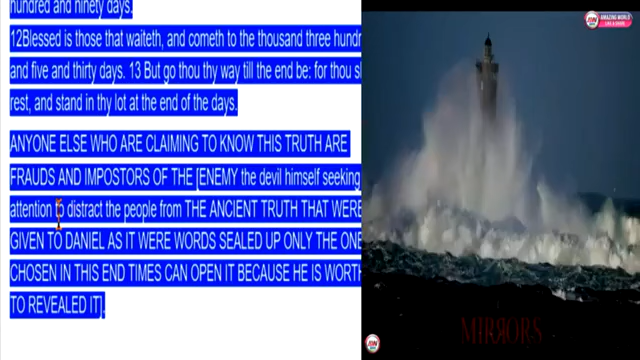 hundred and ninety days.
12Blessed is those that waiteth, and cometh to the thousand three hundr
and five and thirty days. 13 But go thou thy way till the end be: for thou s
rest, and stand in thy lot at the end of the days.
ANYONE ELSE WHO ARE CLAIMING TO KNOW THIS TRUTH ARE
FRAUDS AND IMPOSTORS OF THE [ENEMY the devil himself seeking
attention to distract the people from THE ANCIENT TRUTH THAT WERE
GIVEN TO DANIEL AS IT WERE WORDS SEALED UP ONLY THE ONE
CHOSEN IN THIS END TIMES CAN OPEN IT BECAUSE HE IS WORTH
TO REVEALED IT].
AMAZING WORLD
LIKE & SHARE
MIRRORS